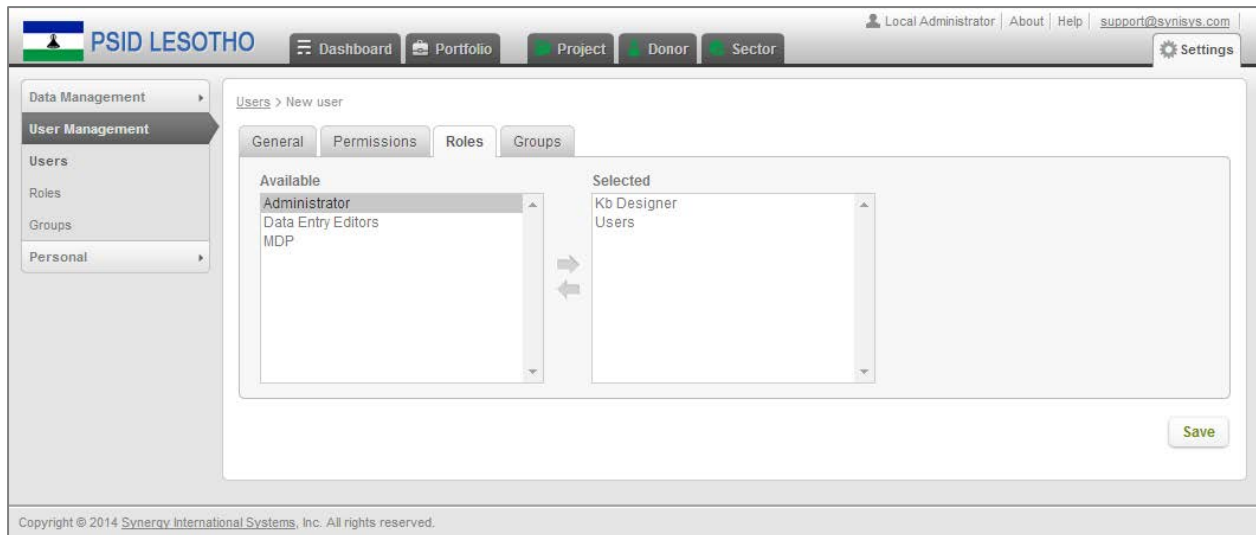 Local Administrator | About | Help | support@synisys.com
PSID LESOTHO
Dashboard Portfolio Project Donor Sector Settings
Data Management
User Management
Users
Roles
Groups
Personal
Users > New user
General Permissions Roles Groups
Available Selected
Administrator Kb Designer
Data Entry Editors Users
MDP
Save
Copyright © 2014 Synergy International Systems, Inc. All rights reserved.